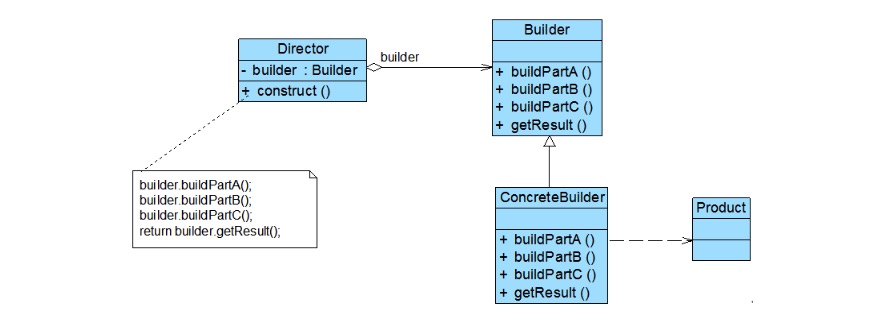 Director
- builder : Builder
+ construct ()
builder
Builder
+ buildPartA ()
+ buildPartB ()
+ buildPartC ()
+ getResult ()
builder.buildPartA();
builder.buildPartB();
builder.buildPartC();
return builder.getResult();
ConcreteBuilder
+ buildPartA ()
+ buildPartB ()
+ buildPartC ()
+ getResult ()
Product